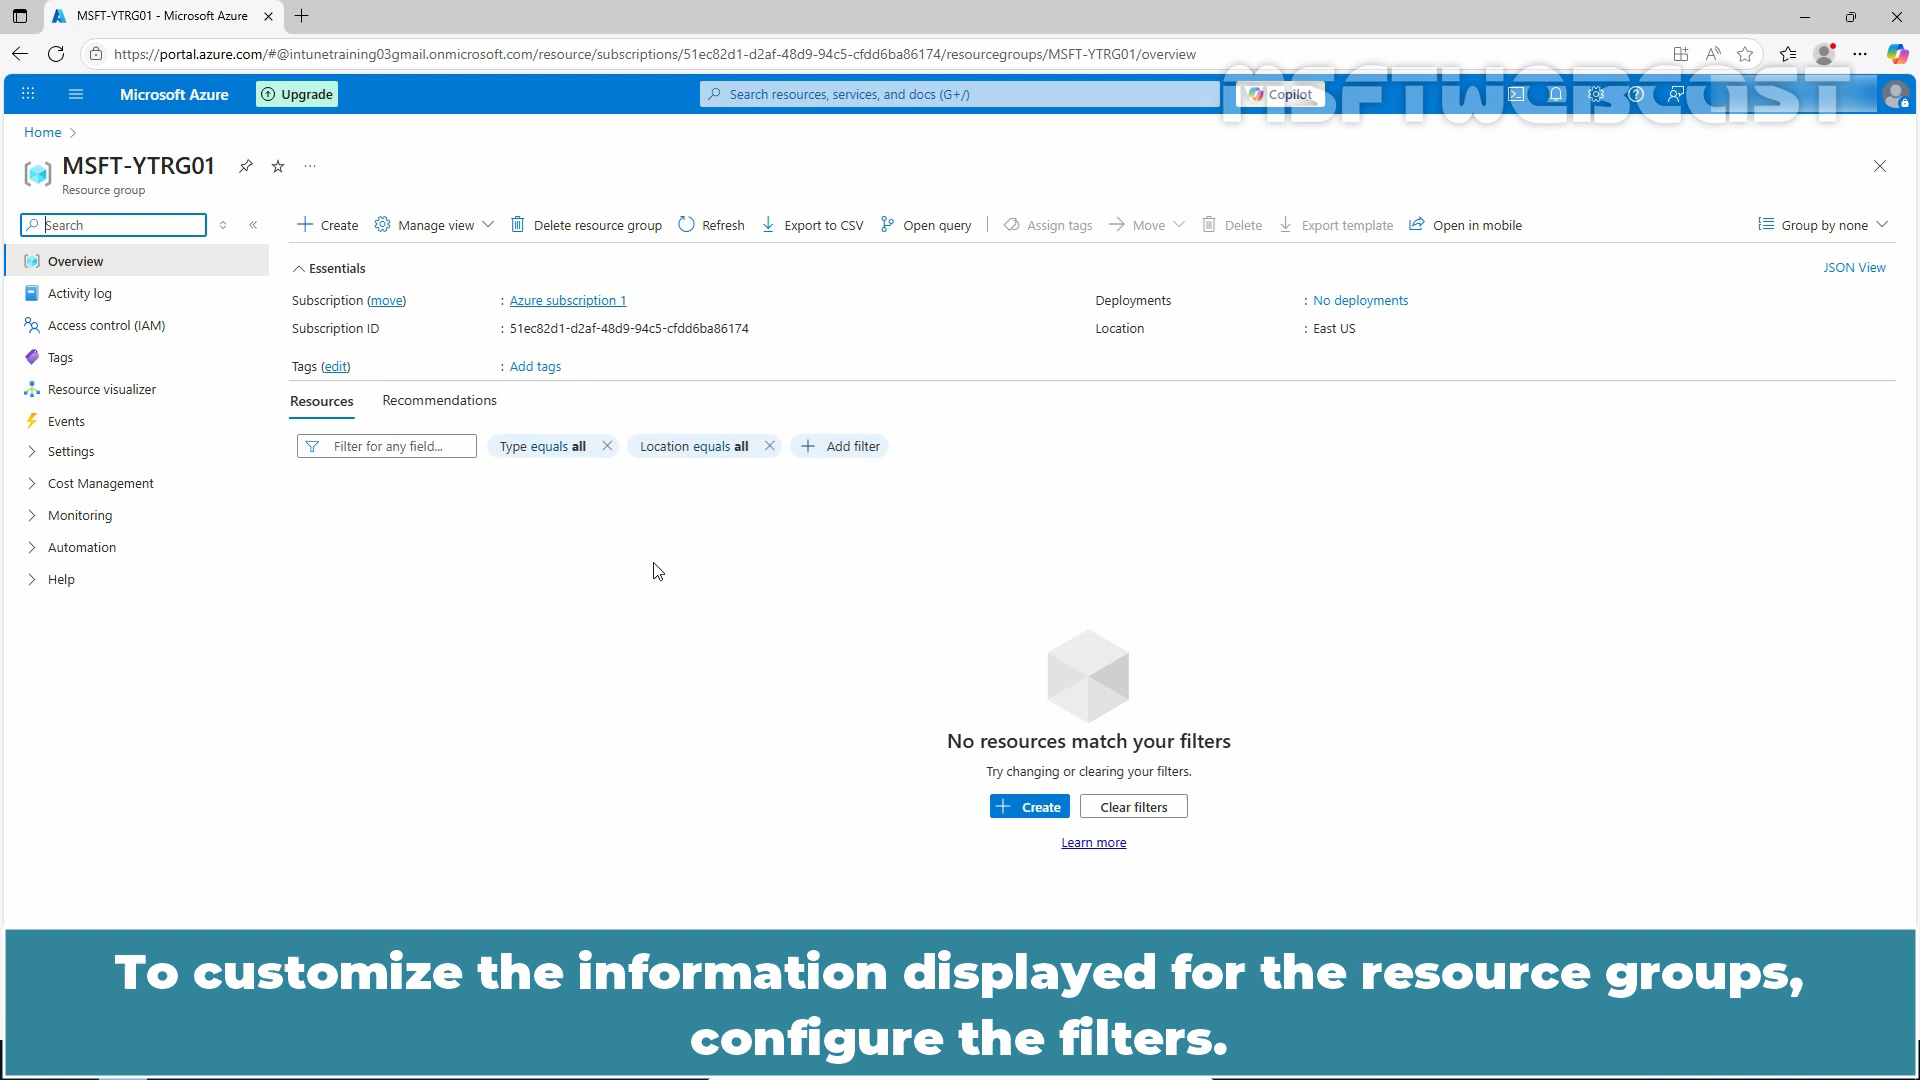 MSFT-YTRG01 - Microsoft Azure
https://portal.azure.com/#@intunetraining03gmail.onmicrosoft.com/resource/subscriptions/51ec82d1-d2af-48d9-94c5-cfdd6ba86174/resourcegroups/MSFT-YTRG01/overview
Microsoft Azure
Upgrade
Search resources, services, and docs (G+/)
Copilot
MSFTWEBCAST
Home
MSFT-YTRG01
Resource group
Search
Create
Manage view
Delete resource group
Refresh
Export to CSV
Open query
Assign tags
Move
Delete
Export template
Open in mobile
Group by none
Overview
Activity log
Access control (IAM)
Tags
Resource visualizer
Events
Settings
Cost Management
Monitoring
Automation
Help
Essentials
JSON View
Subscription (move) : Azure subscription 1
Subscription ID : 51ec82d1-d2af-48d9-94c5-cfdd6ba86174
Deployments : No deployments
Location : East US
Tags (edit) : Add tags
Resources
Recommendations
Filter for any field...
Type equals all
Location equals all
Add filter
No resources match your filters
Try changing or clearing your filters.
Create
Clear filters
Learn more
To customize the information displayed for the resource groups,
configure the filters.